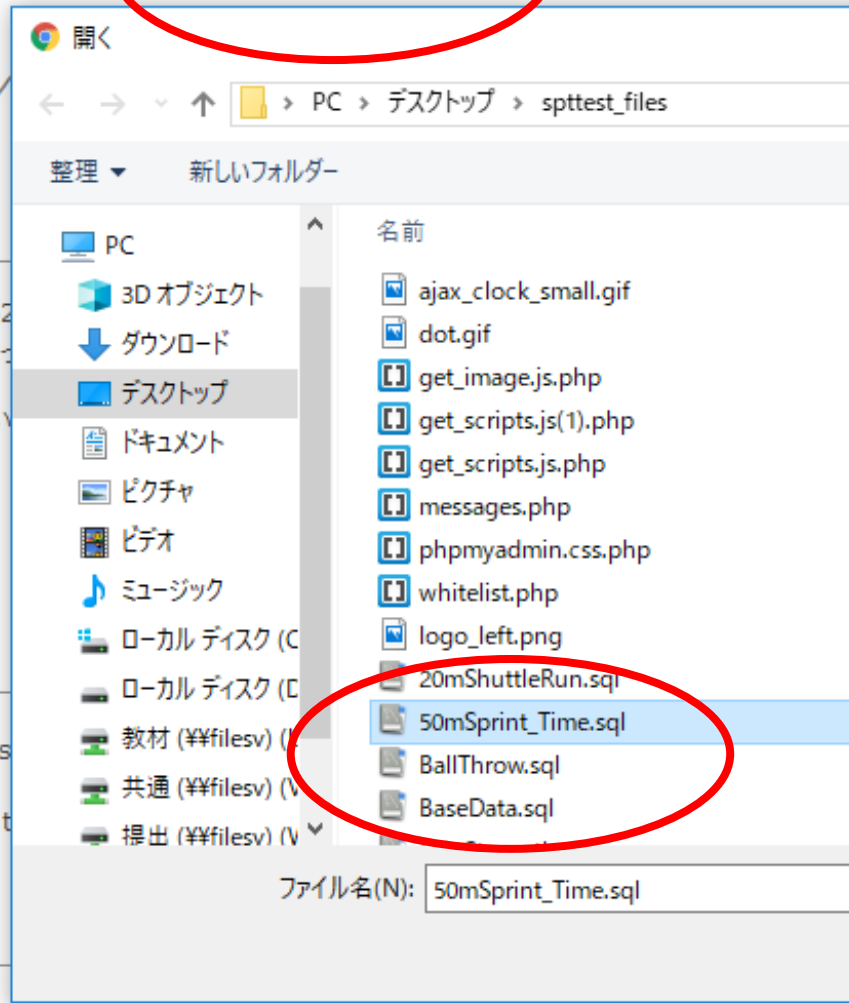 開く
PC > デスクトップ > spttest_files
整理 新しいフォルダー
PC
3D オブジェクト
ダウンロード
デスクトップ
ドキュメント
ピクチャ
ビデオ
ミュージック
ローカル ディスク (C
ローカル ディスク (D
教材 (¥¥filesv) (
共通 (¥¥filesv) (V
提出 (¥¥filesv) (V
名前
ajax_clock_small.gif
dot.gif
get_image.js.php
get_scripts.js(1).php
get_scripts.js.php
messages.php
phpmyadmin.css.php
whitelist.php
logo_left.png
20mShuttleRun.sql
50mSprint_Time.sql
BallThrow.sql
BaseData.sql
ファイル名(N): 50mSprint_Time.sql